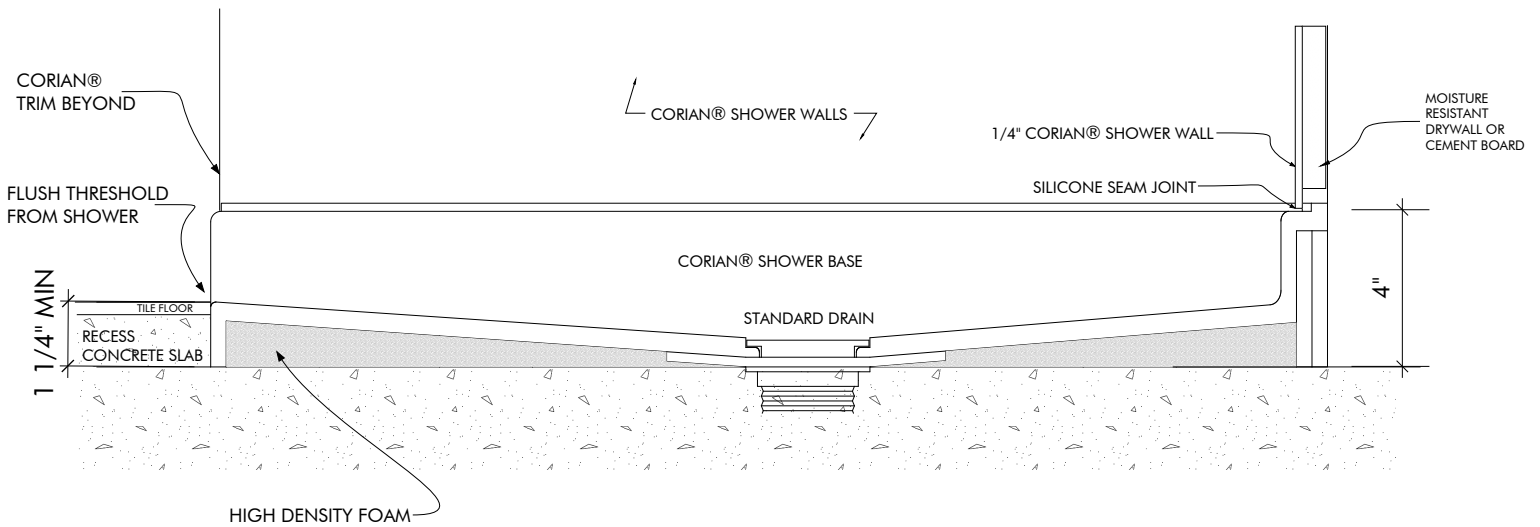 CORIAN®
TRIM BEYOND
CORIAN® SHOWER WALLS
1/4" CORIAN® SHOWER WALL
MOISTURE
RESISTANT
DRYWALL OR
CEMENT BOARD
FLUSH THRESHOLD
FROM SHOWER
SILICONE SEAM JOINT
CORIAN® SHOWER BASE
4"
1 1/4" MIN
TILE FLOOR
STANDARD DRAIN
RECESS
CONCRETE SLAB
HIGH DENSITY FOAM